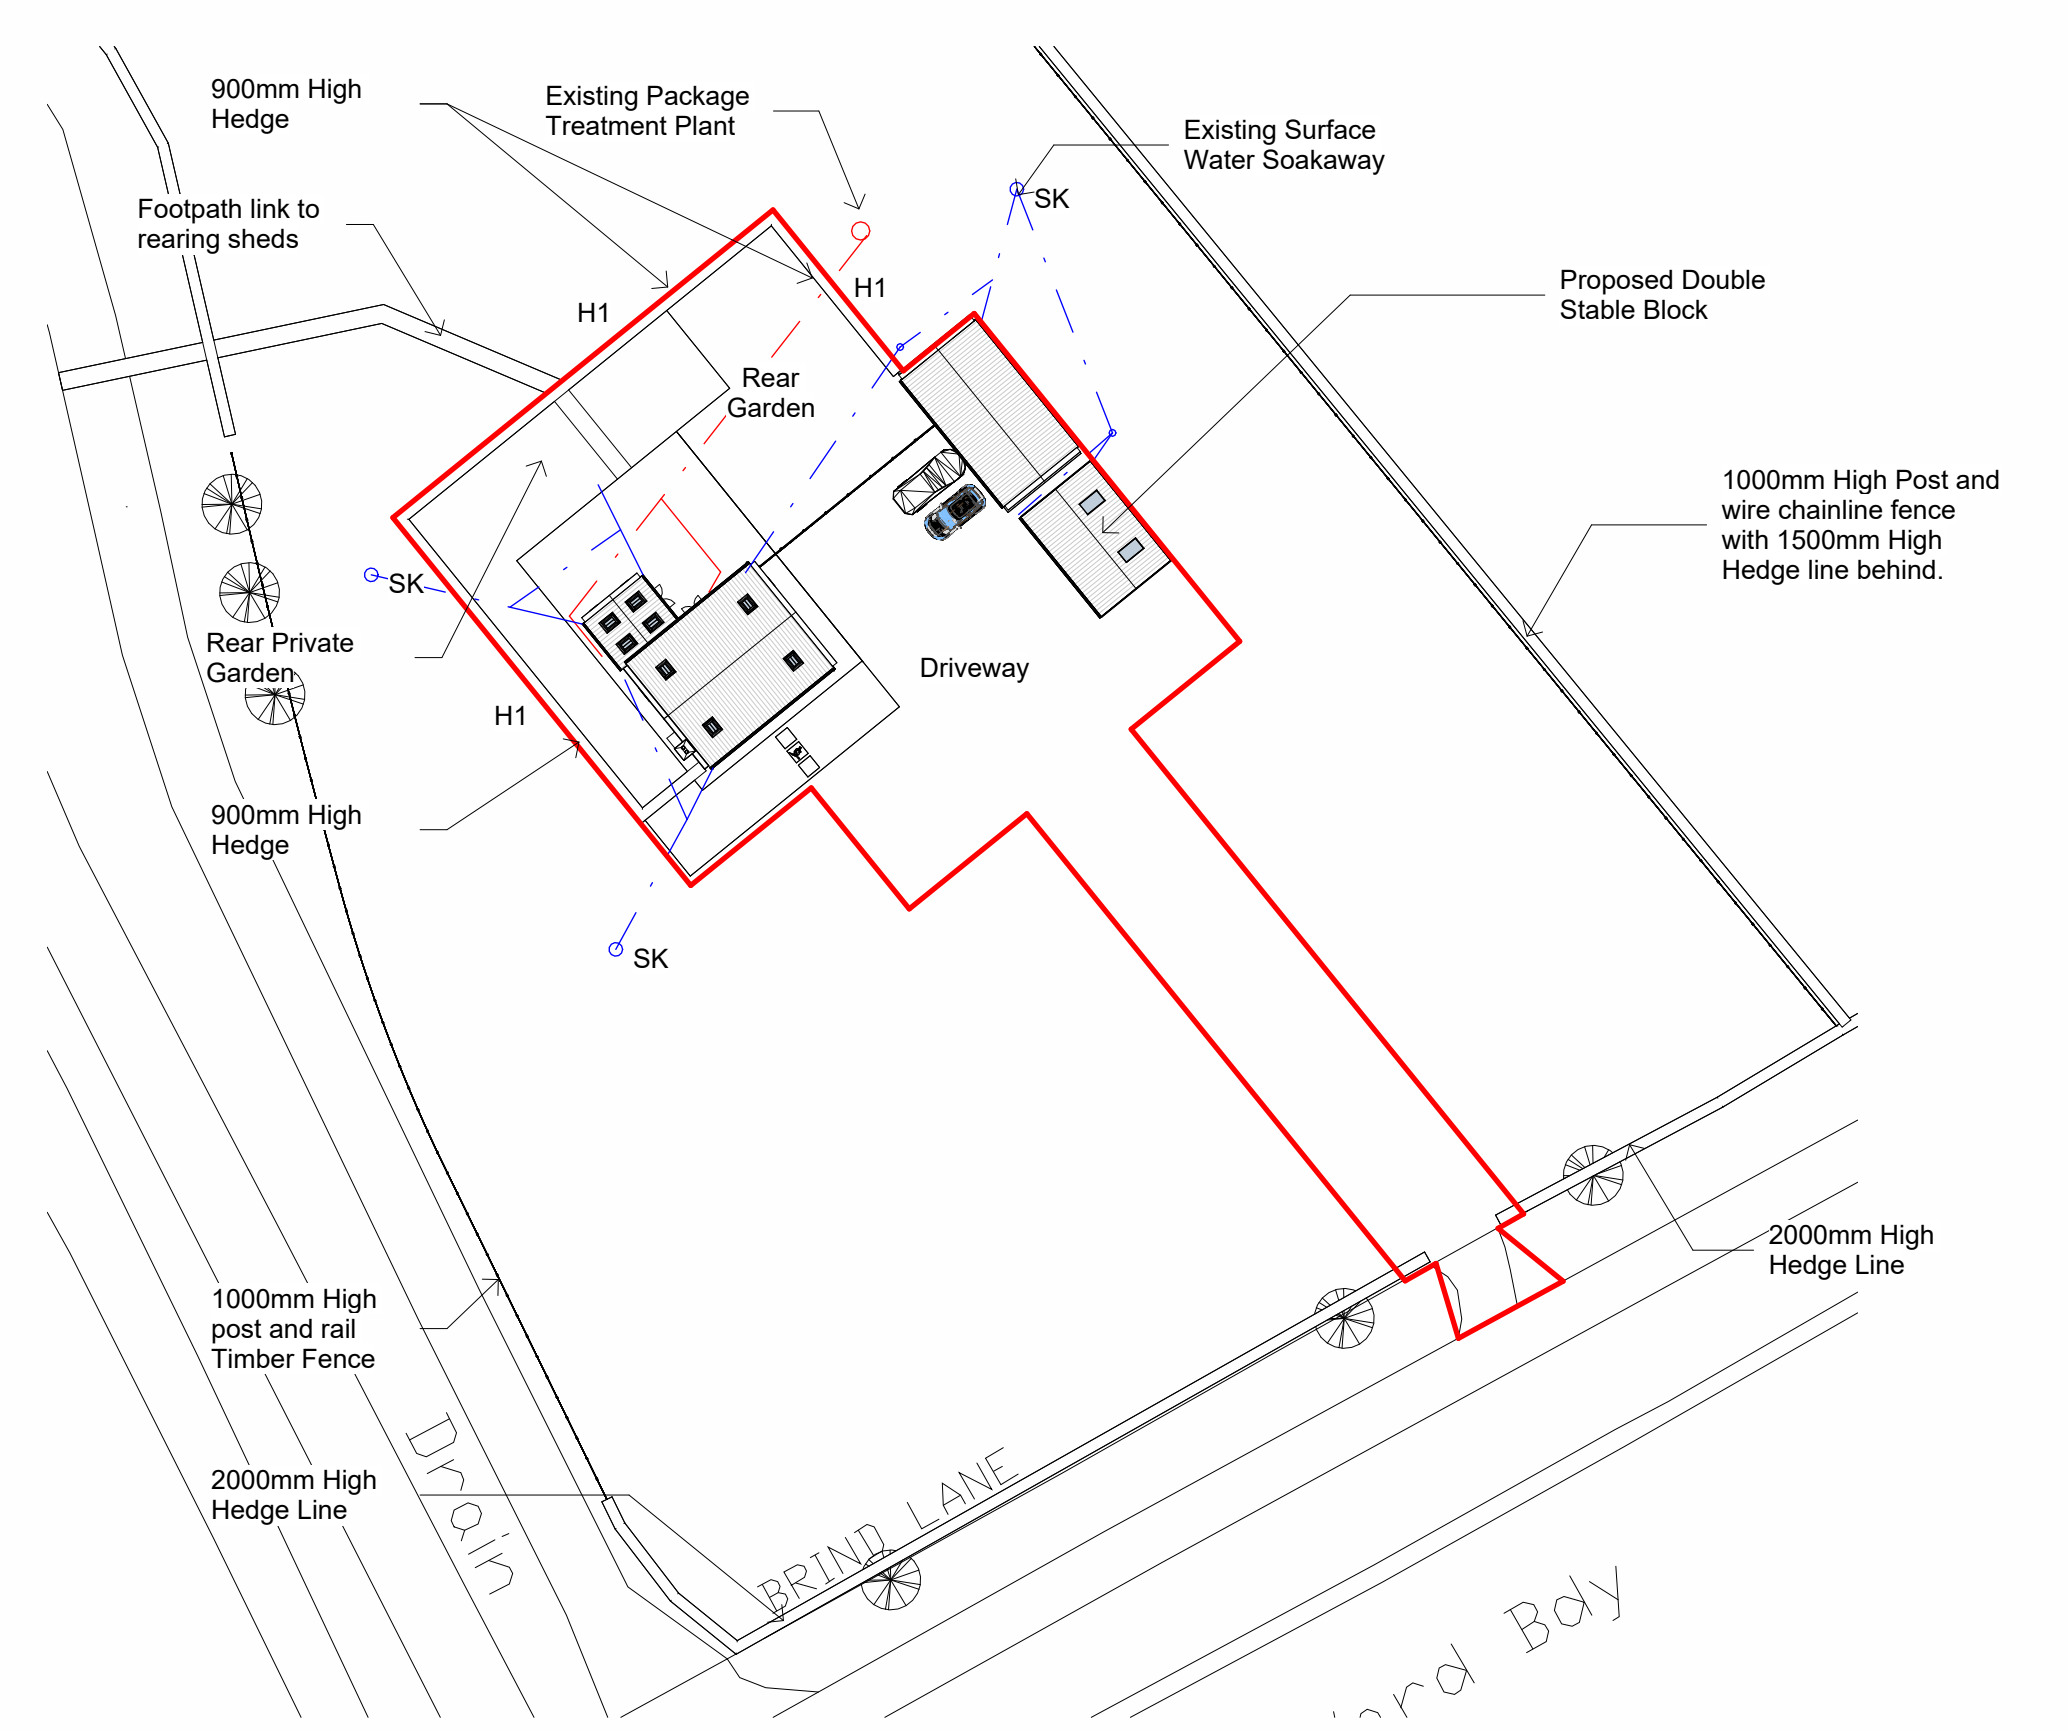 900mm High
Hedge
Existing Package
Treatment Plant
Existing Surface
Water Soakaway
SK
Footpath link to
rearing sheds
H1
H1
Proposed Double
Stable Block
Rear
Garden
1000mm High Post and
wire chainline fence
with 1500mm High
Hedge line behind.
SK
Rear Private
Garden
Driveway
H1
900mm High
Hedge
SK
2000mm High
Hedge Line
1000mm High
post and rail
Timber Fence
Drain
2000mm High
Hedge Line
BRIND LANE
Bdy